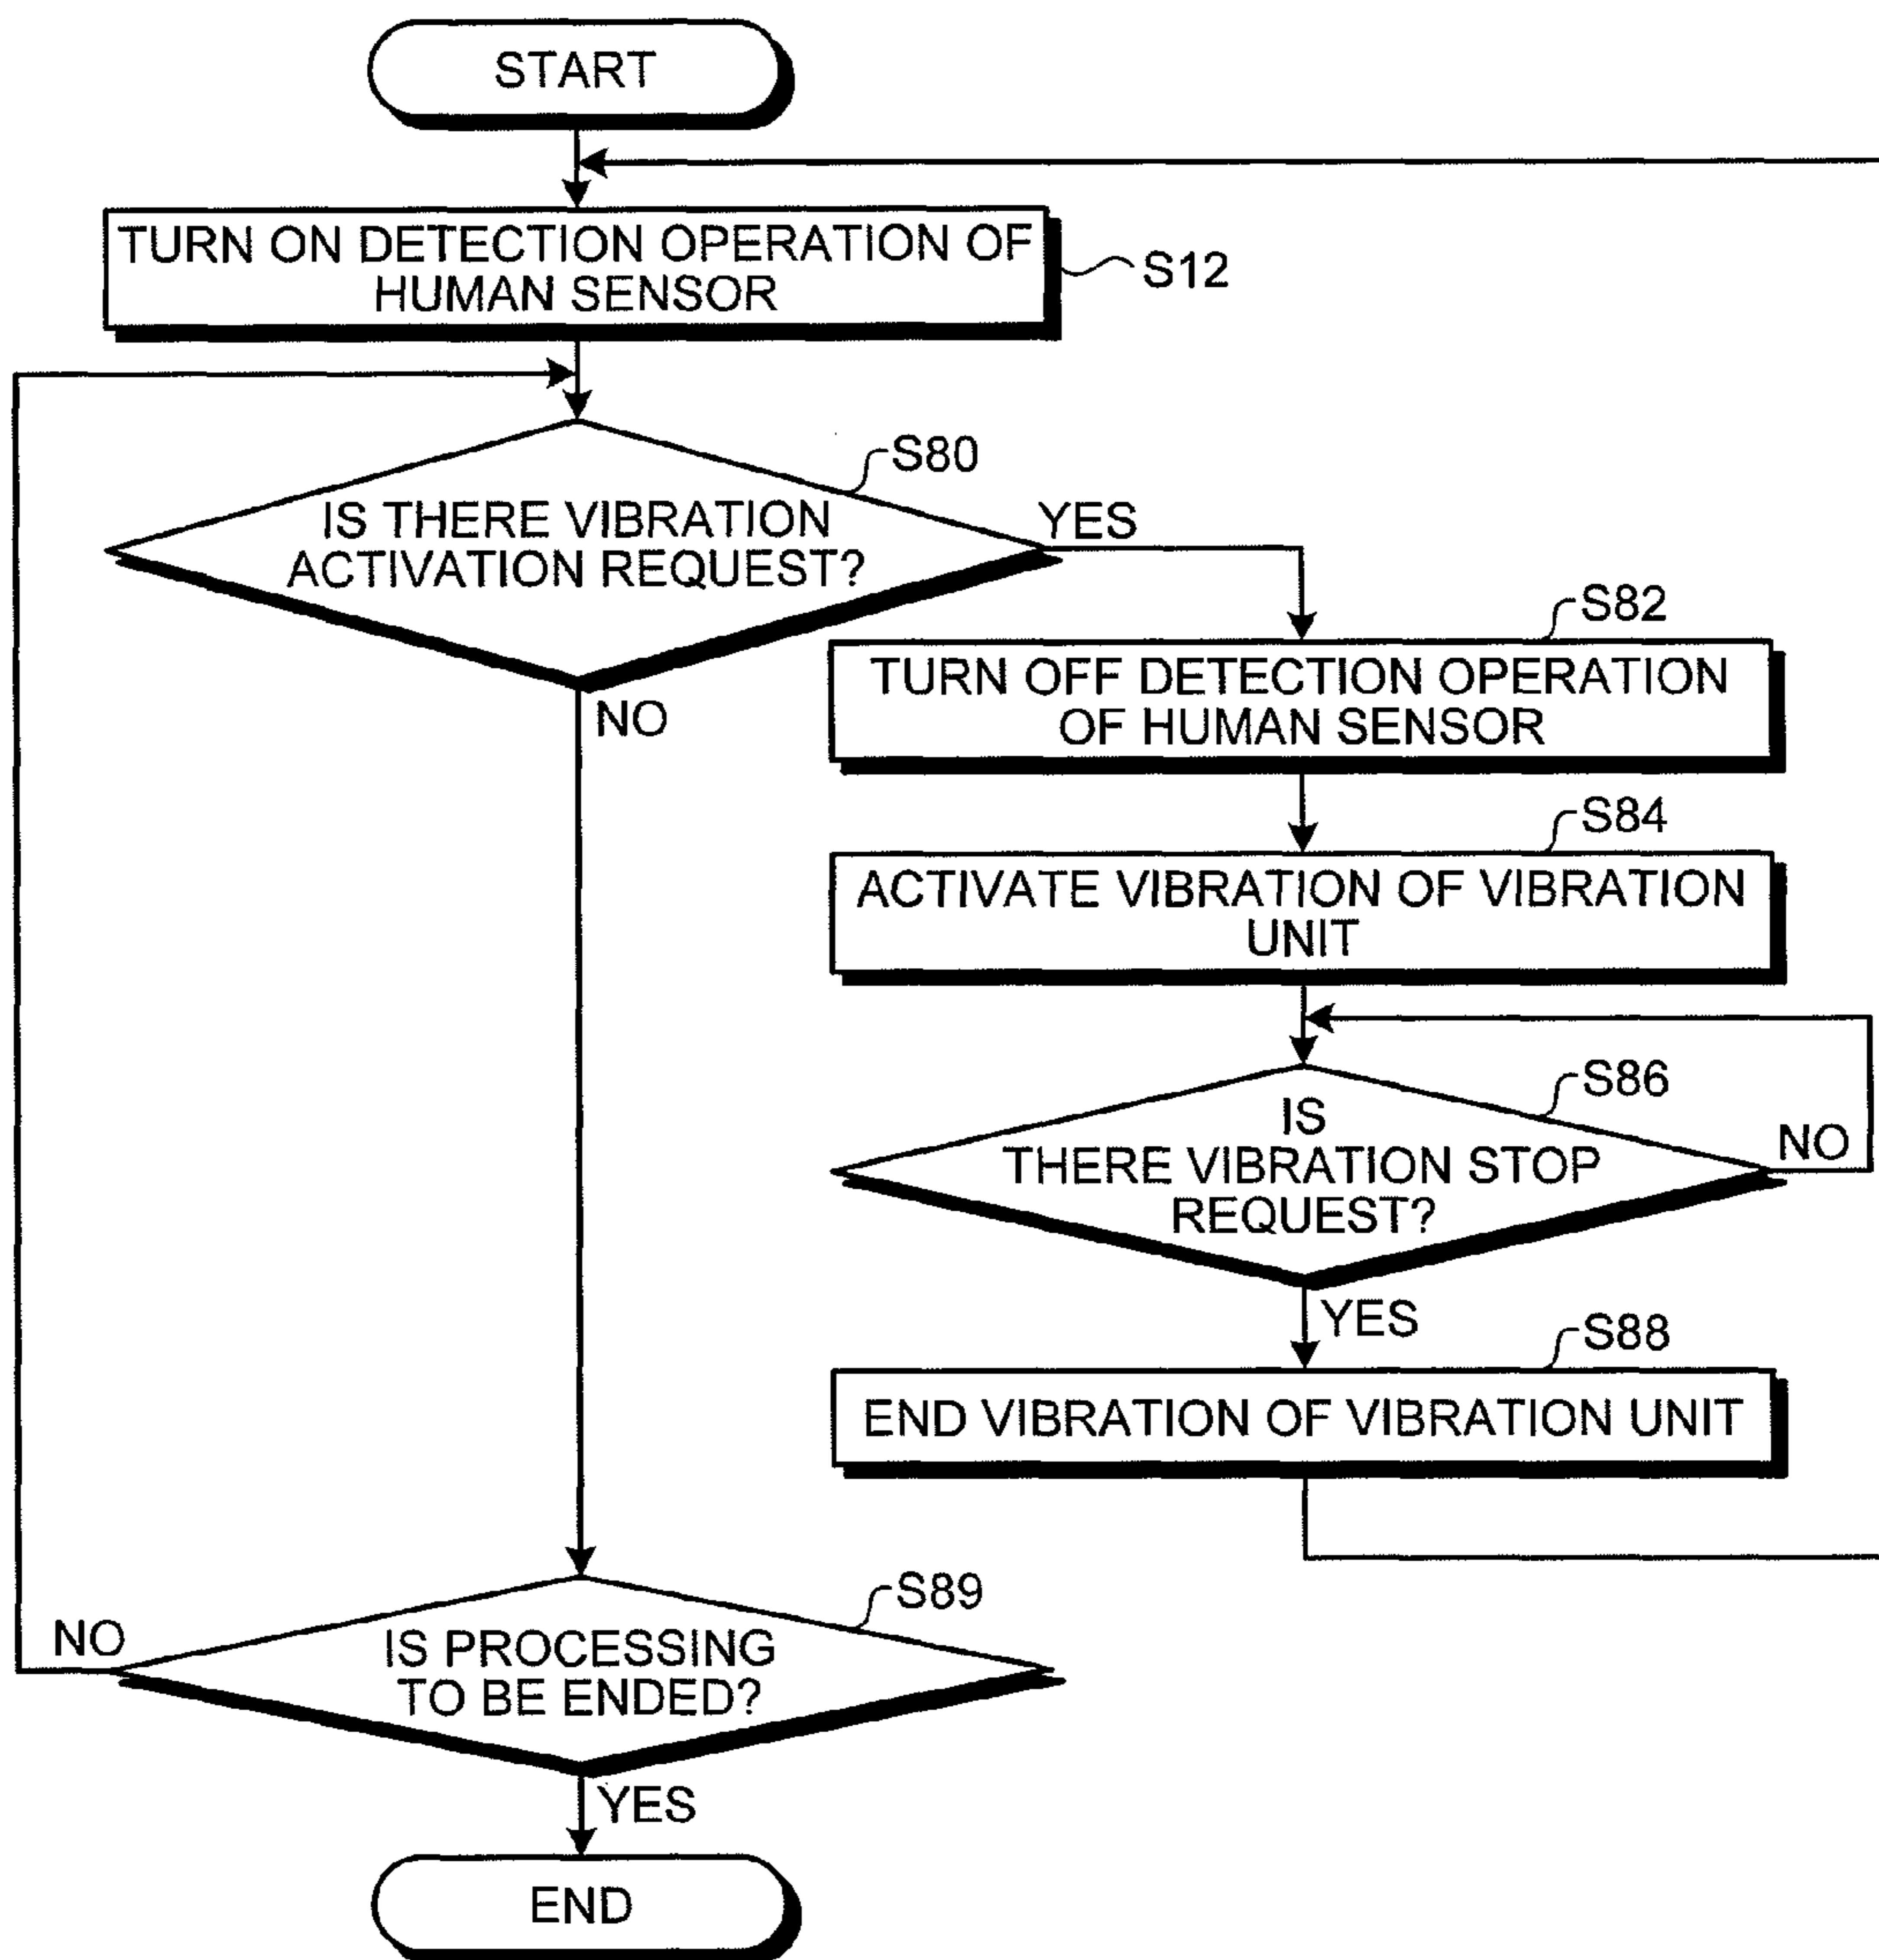 START
TURN ON DETECTION OPERATION OF
HUMAN SENSOR
S12
S80
IS THERE VIBRATION
ACTIVATION REQUEST?
YES
NO
S82
TURN OFF DETECTION OPERATION
OF HUMAN SENSOR
S84
ACTIVATE VIBRATION OF VIBRATION
UNIT
S86
IS
THERE VIBRATION STOP
REQUEST?
NO
YES
S88
END VIBRATION OF VIBRATION UNIT
S89
NO
IS PROCESSING
TO BE ENDED?
YES
END